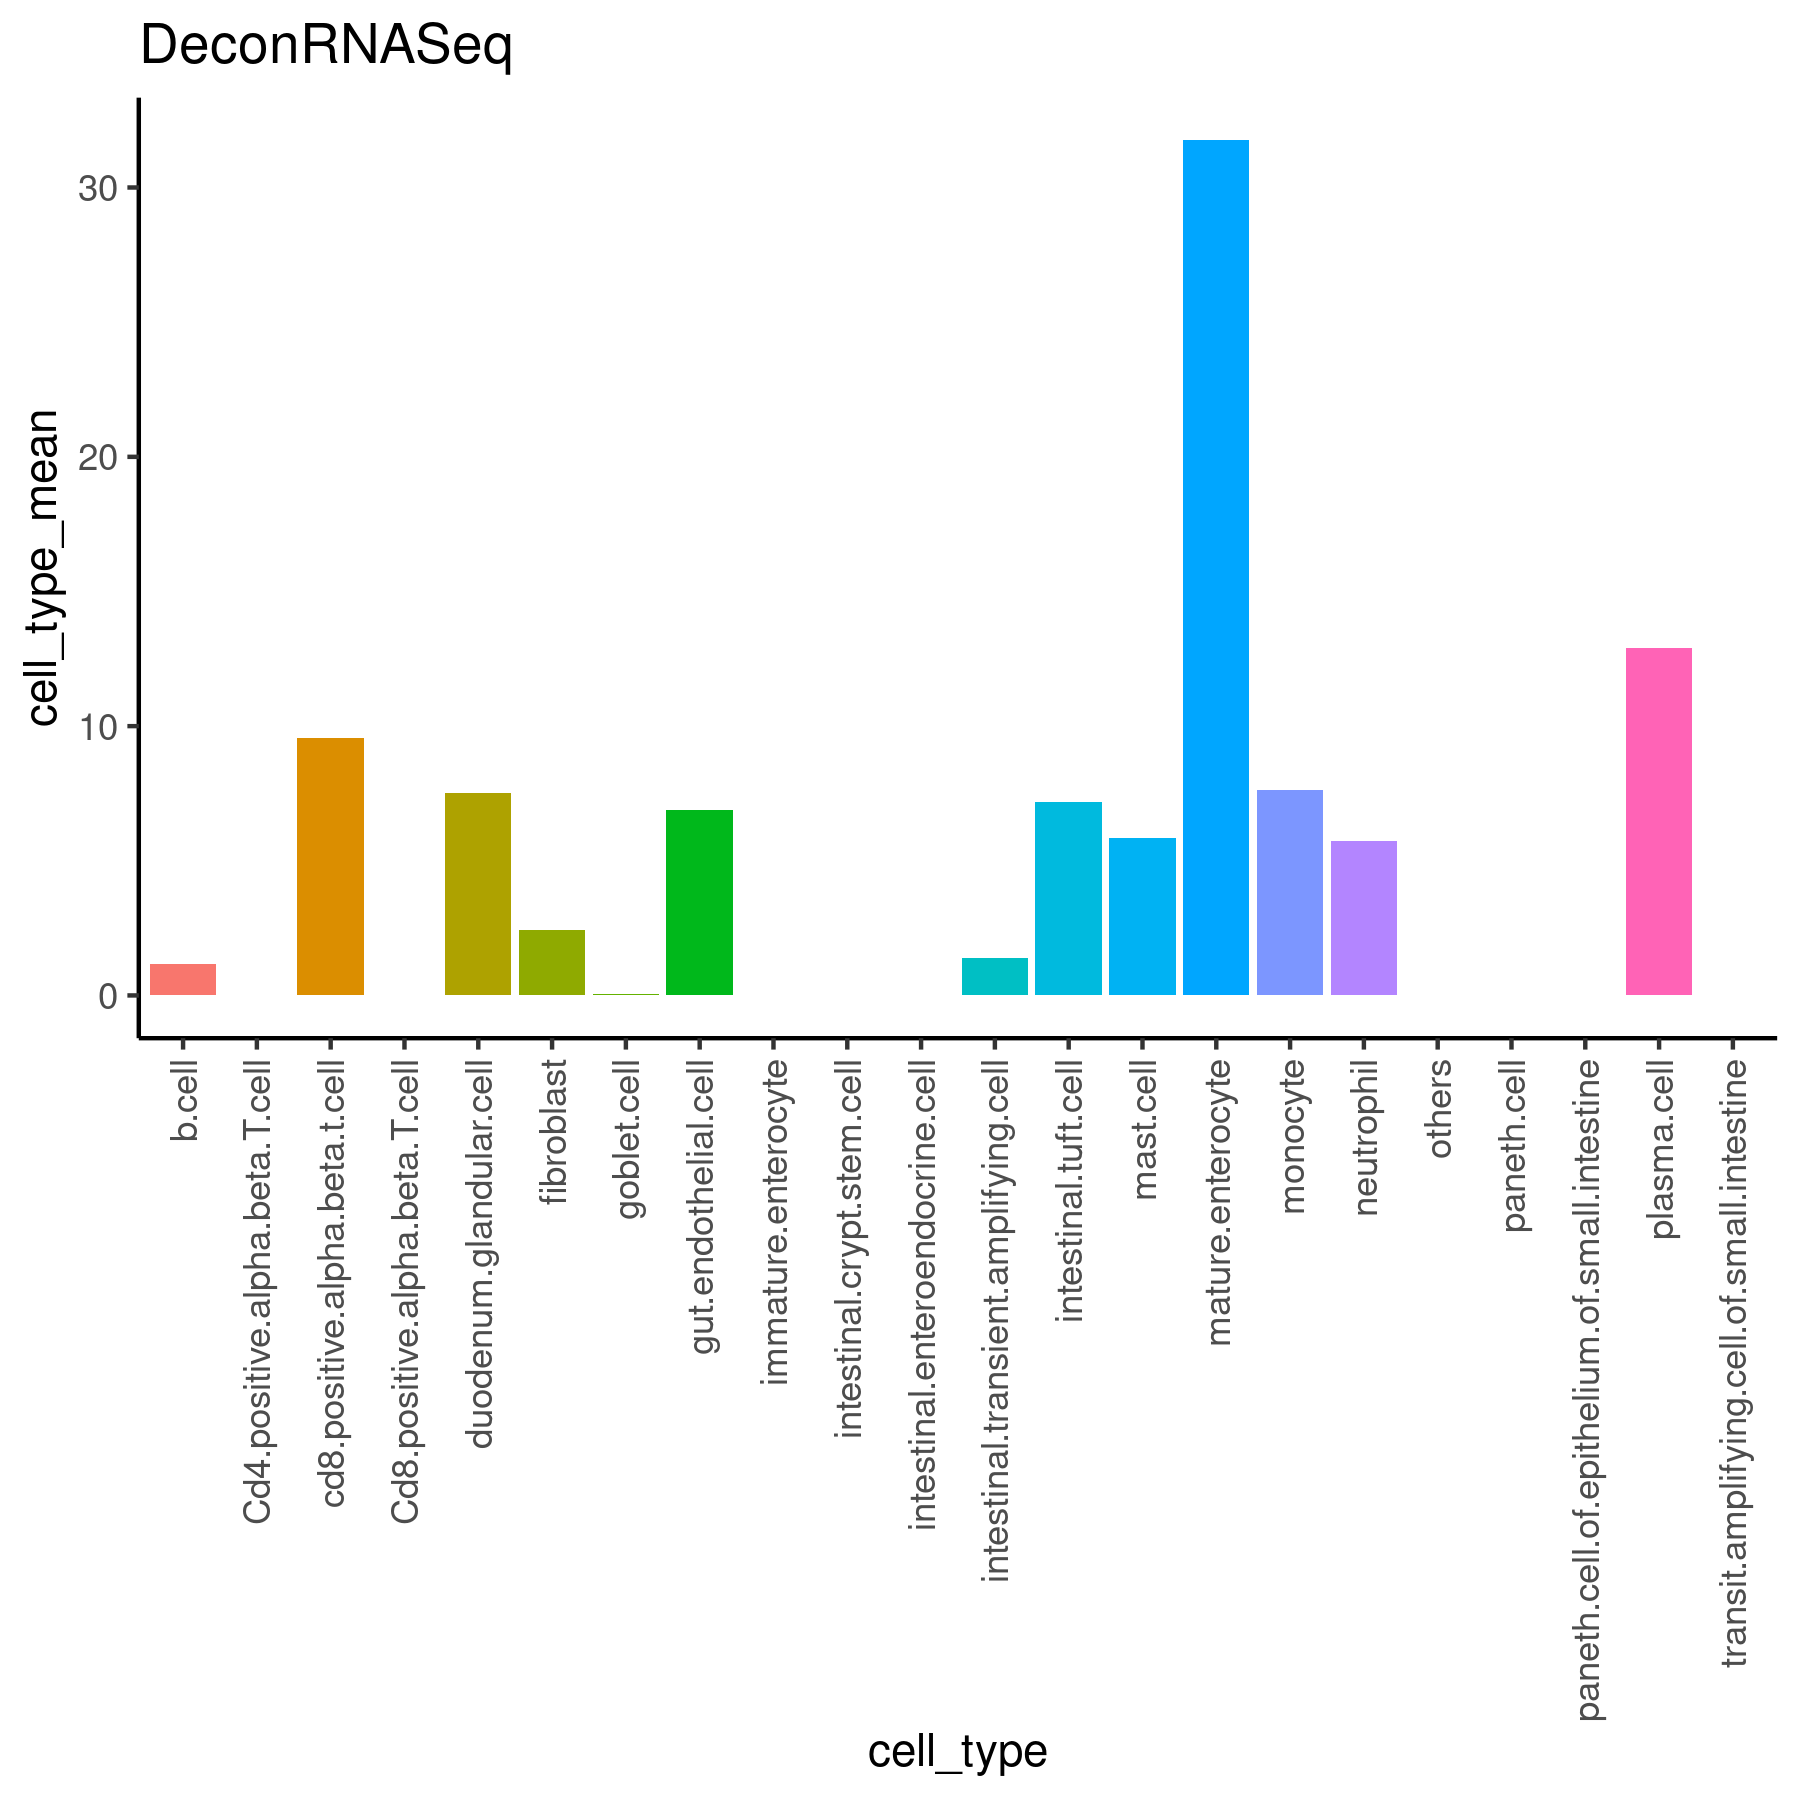 DeconRNASeq
cell_type_mean
30
20
10
0
b.cell
Cd4.positive.alpha.beta.T.cell
cd8.positive.alpha.beta.t.cell
Cd8.positive.alpha.beta.T.cell
duodenum.glandular.cell
fibroblast
goblet.cell
gut.endothelial.cell
immature.enterocyte
intestinal.crypt.stem.cell
intestinal.enteroendocrine.cell
intestinal.transient.amplifying.cell
intestinal.tuft.cell
mast.cell
mature.enterocyte
monocyte
neutrophil
others
paneth.cell
paneth.cell.of.epithelium.of.small.intestine
plasma.cell
transit.amplifying.cell.of.small.intestine
cell_type